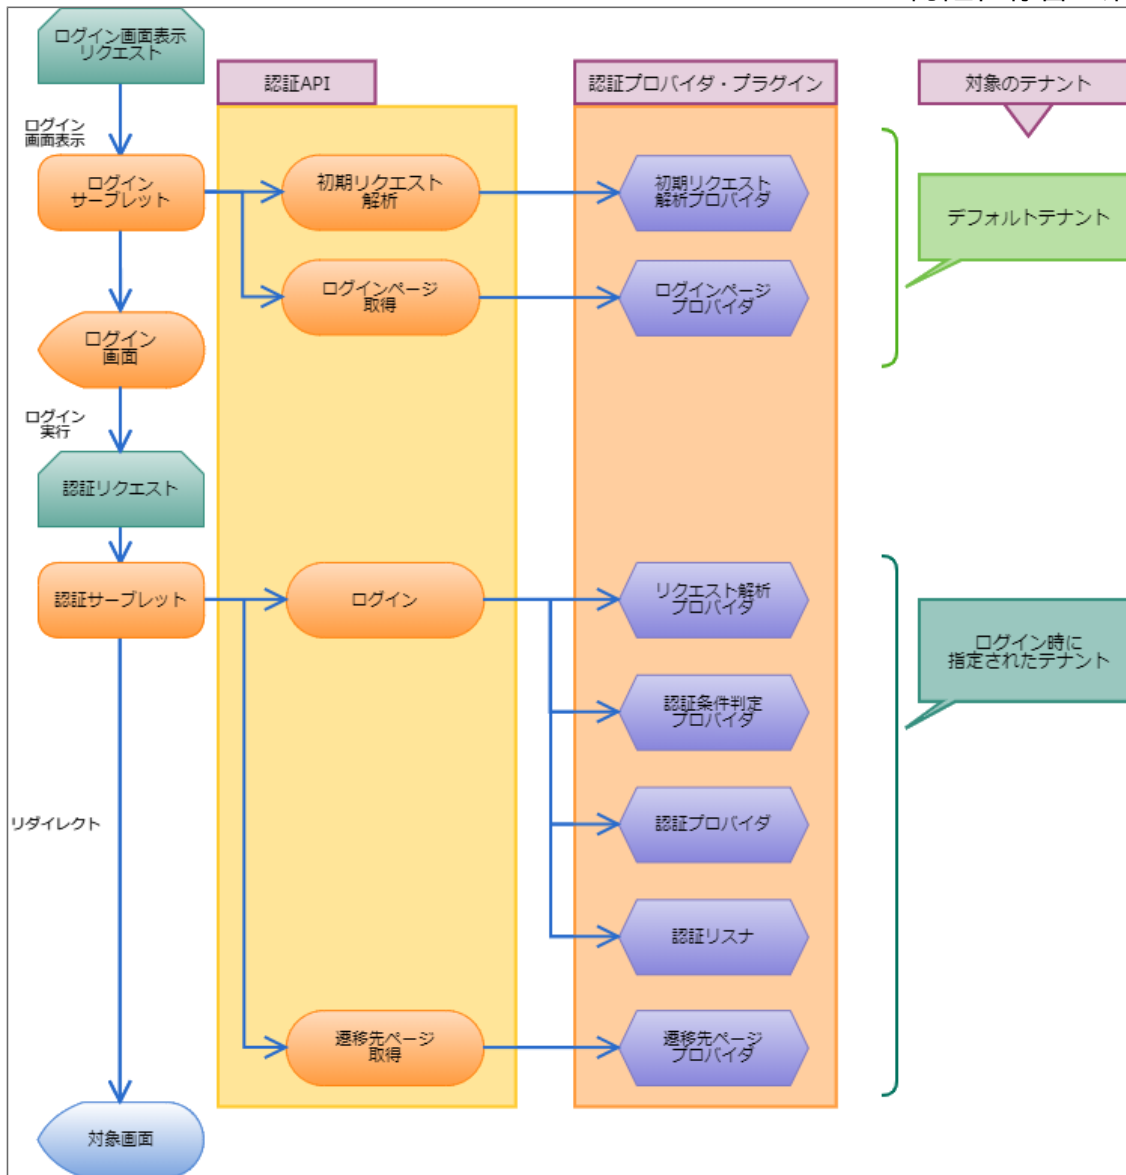 ログイン画面表示
リクエスト
認証API
認証プロバイダ・プラグイン
対象のテナント
ログイン
画面表示
ログイン
サーブレット
初期リクエスト
解析
初期リクエスト
解析プロバイダ
デフォルトテナント
ログインページ
取得
ログインページ
プロバイダ
ログイン
画面
ログイン
実行
認証リクエスト
認証サーブレット
ログイン
リクエスト解析
プロバイダ
ログイン時に
指定されたテナント
認証条件判定
プロバイダ
リダイレクト
認証プロバイダ
認証リスナ
遷移先ページ
取得
遷移先ページ
プロバイダ
対象画面